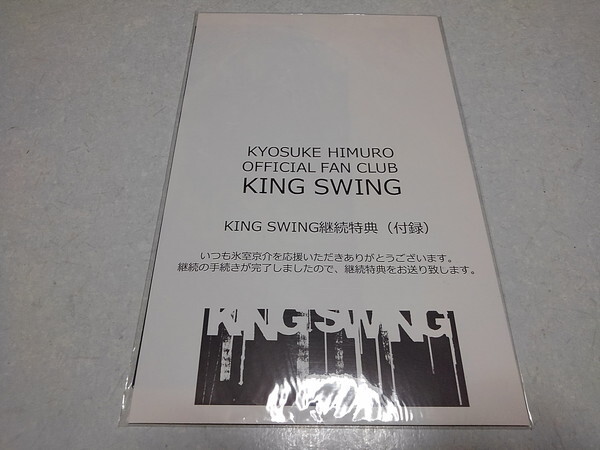 KYOSUKE HIMURO
OFFICIAL FAN CLUB
KING SWING
KING SWING継続特典（付録）
いつも氷室京介を応援いただきありがとうございます。
継続の手続きが完了しましたので、継続特典をお送り致します。
KING SWING